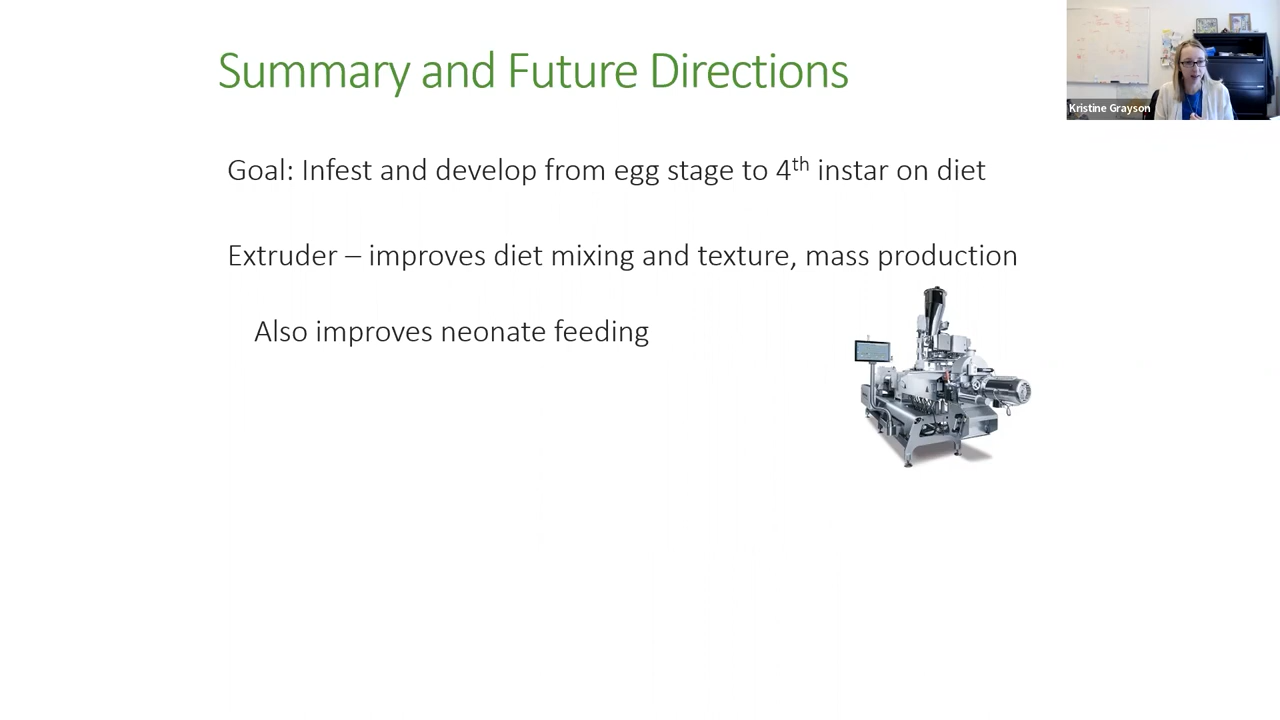 Summary and Future Directions
Kristine Grayson
Goal: Infest and develop from egg stage to 4th instar on diet
Extruder – improves diet mixing and texture, mass production
Also improves neonate feeding